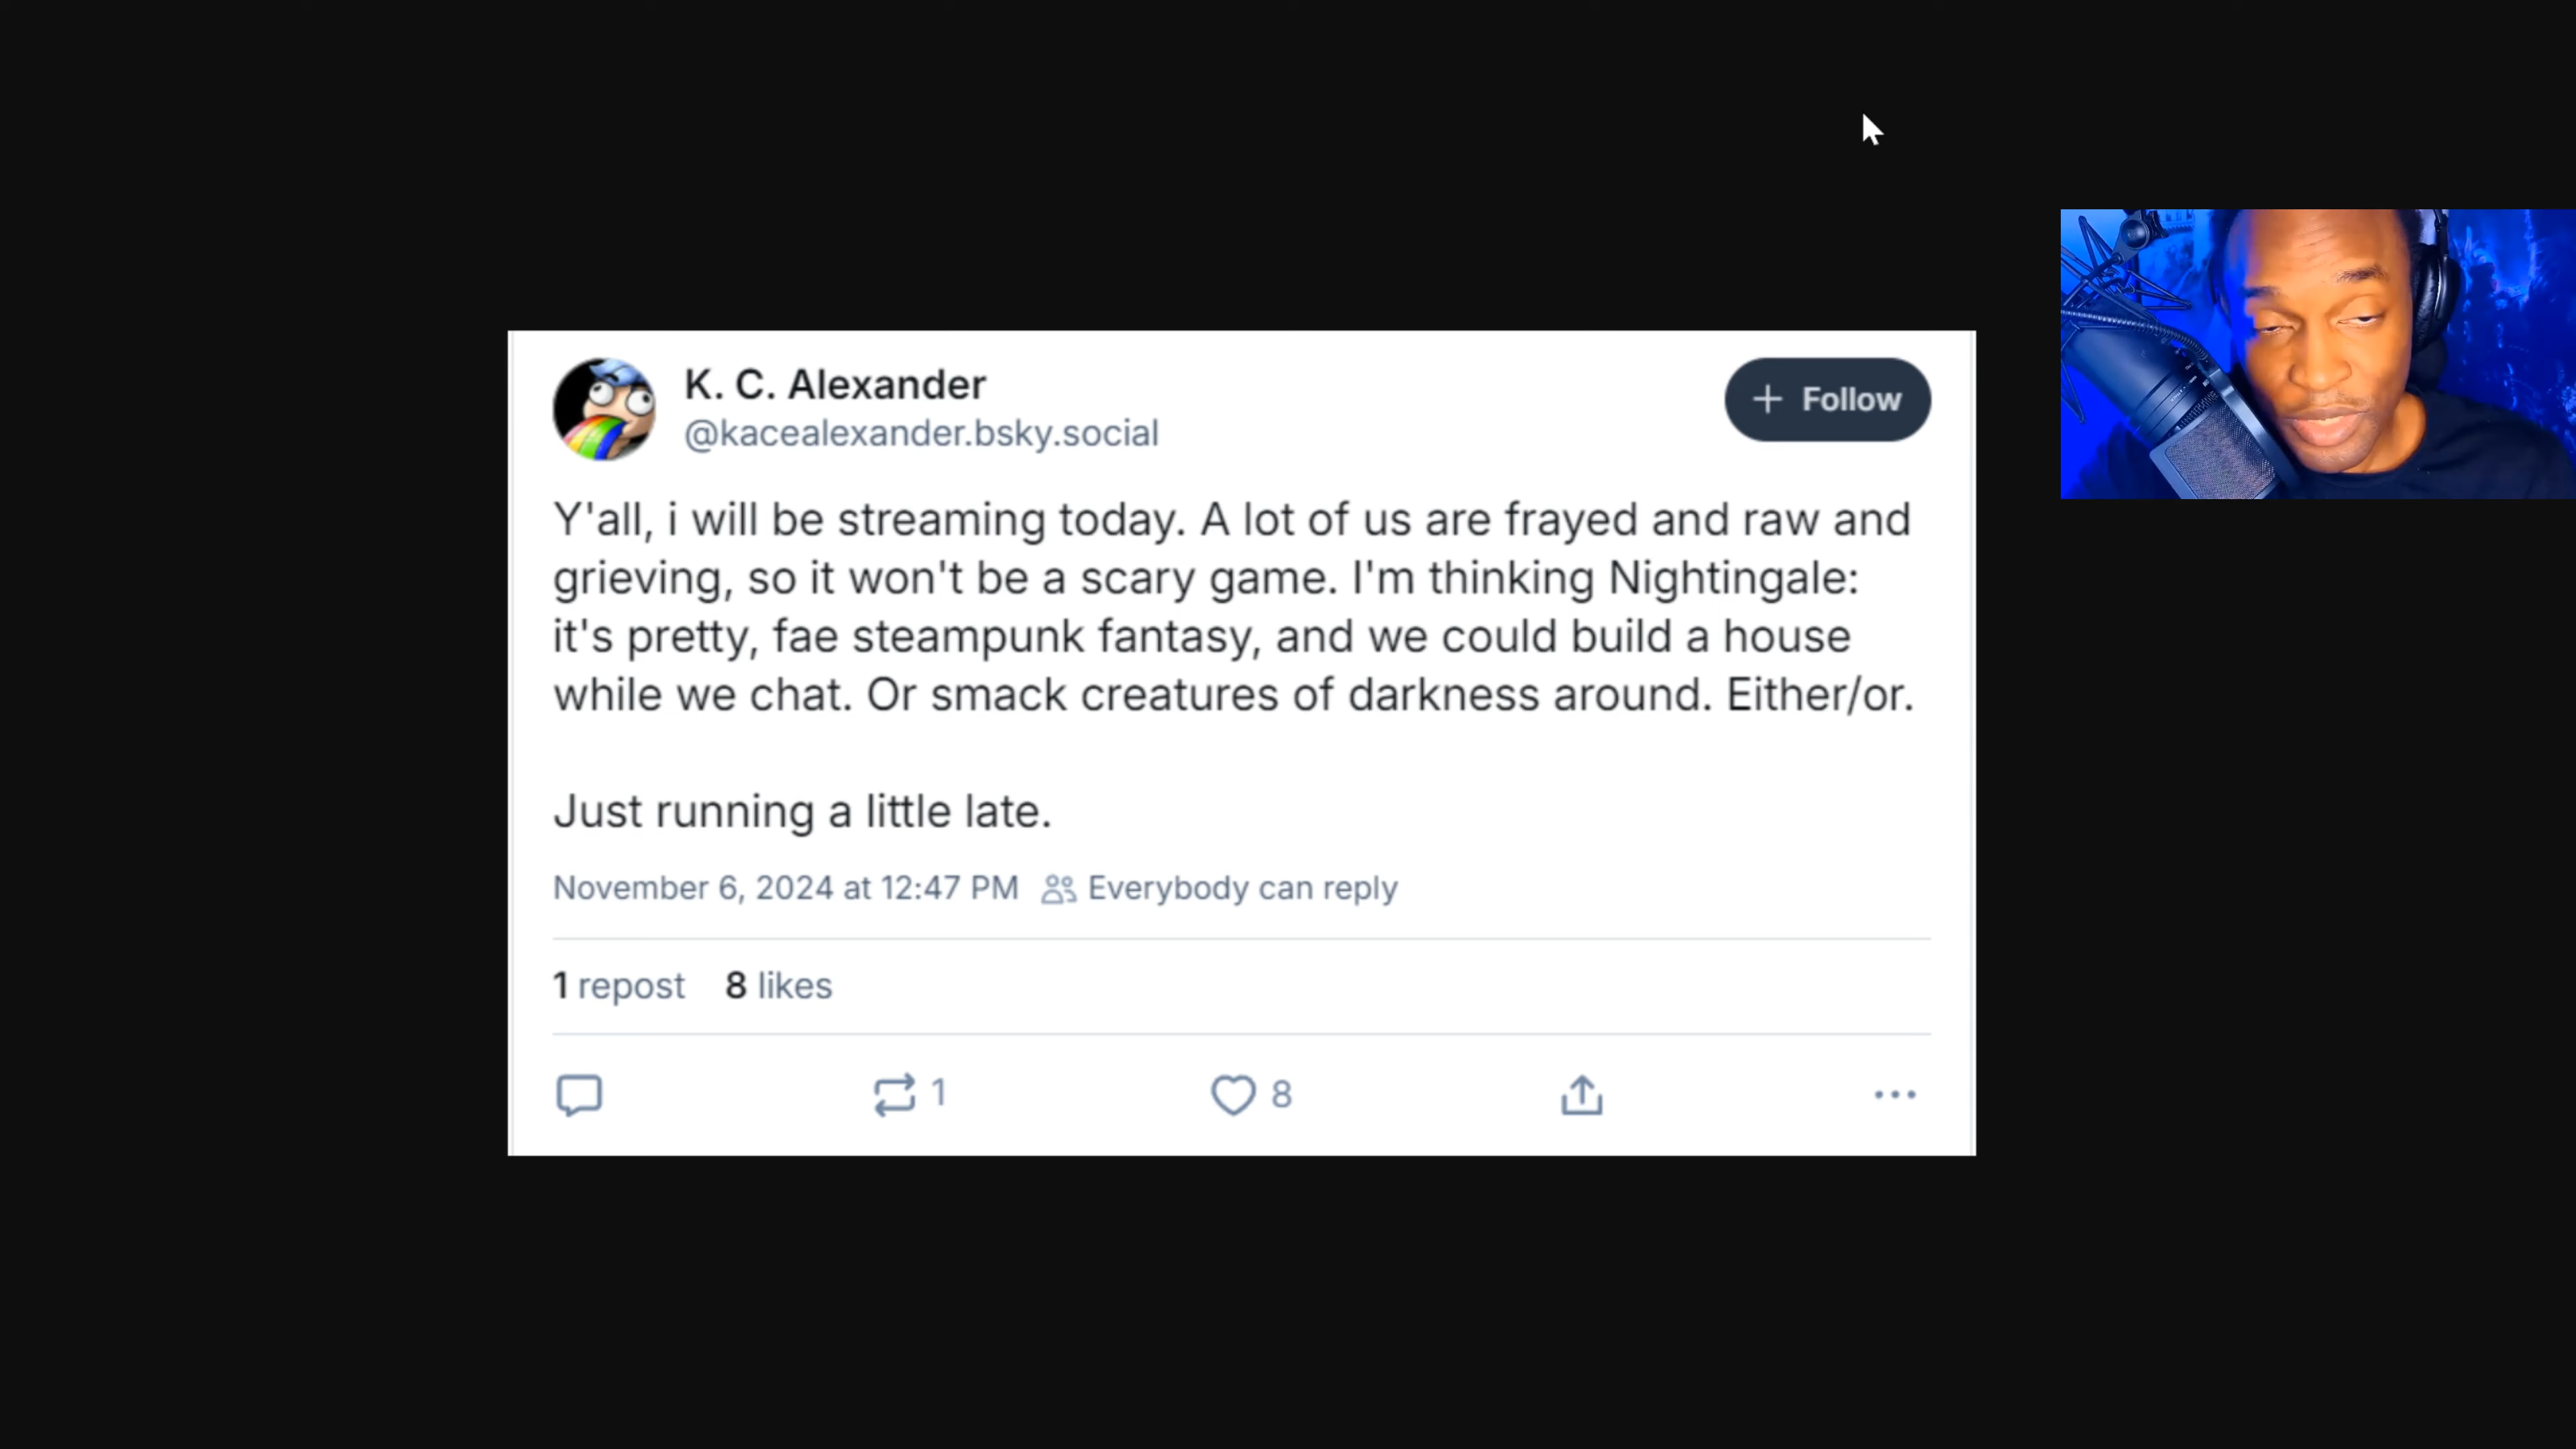 K. C. Alexander
@kacealexander.bsky.social
+ Follow
Y'all, i will be streaming today. A lot of us are frayed and raw and
grieving, so it won't be a scary game. I'm thinking Nightingale:
it's pretty, fae steampunk fantasy, and we could build a house
while we chat. Or smack creatures of darkness around. Either/or.
Just running a little late.
November 6, 2024 at 12:47 PM Everybody can reply
1 repost 8 likes
1 8